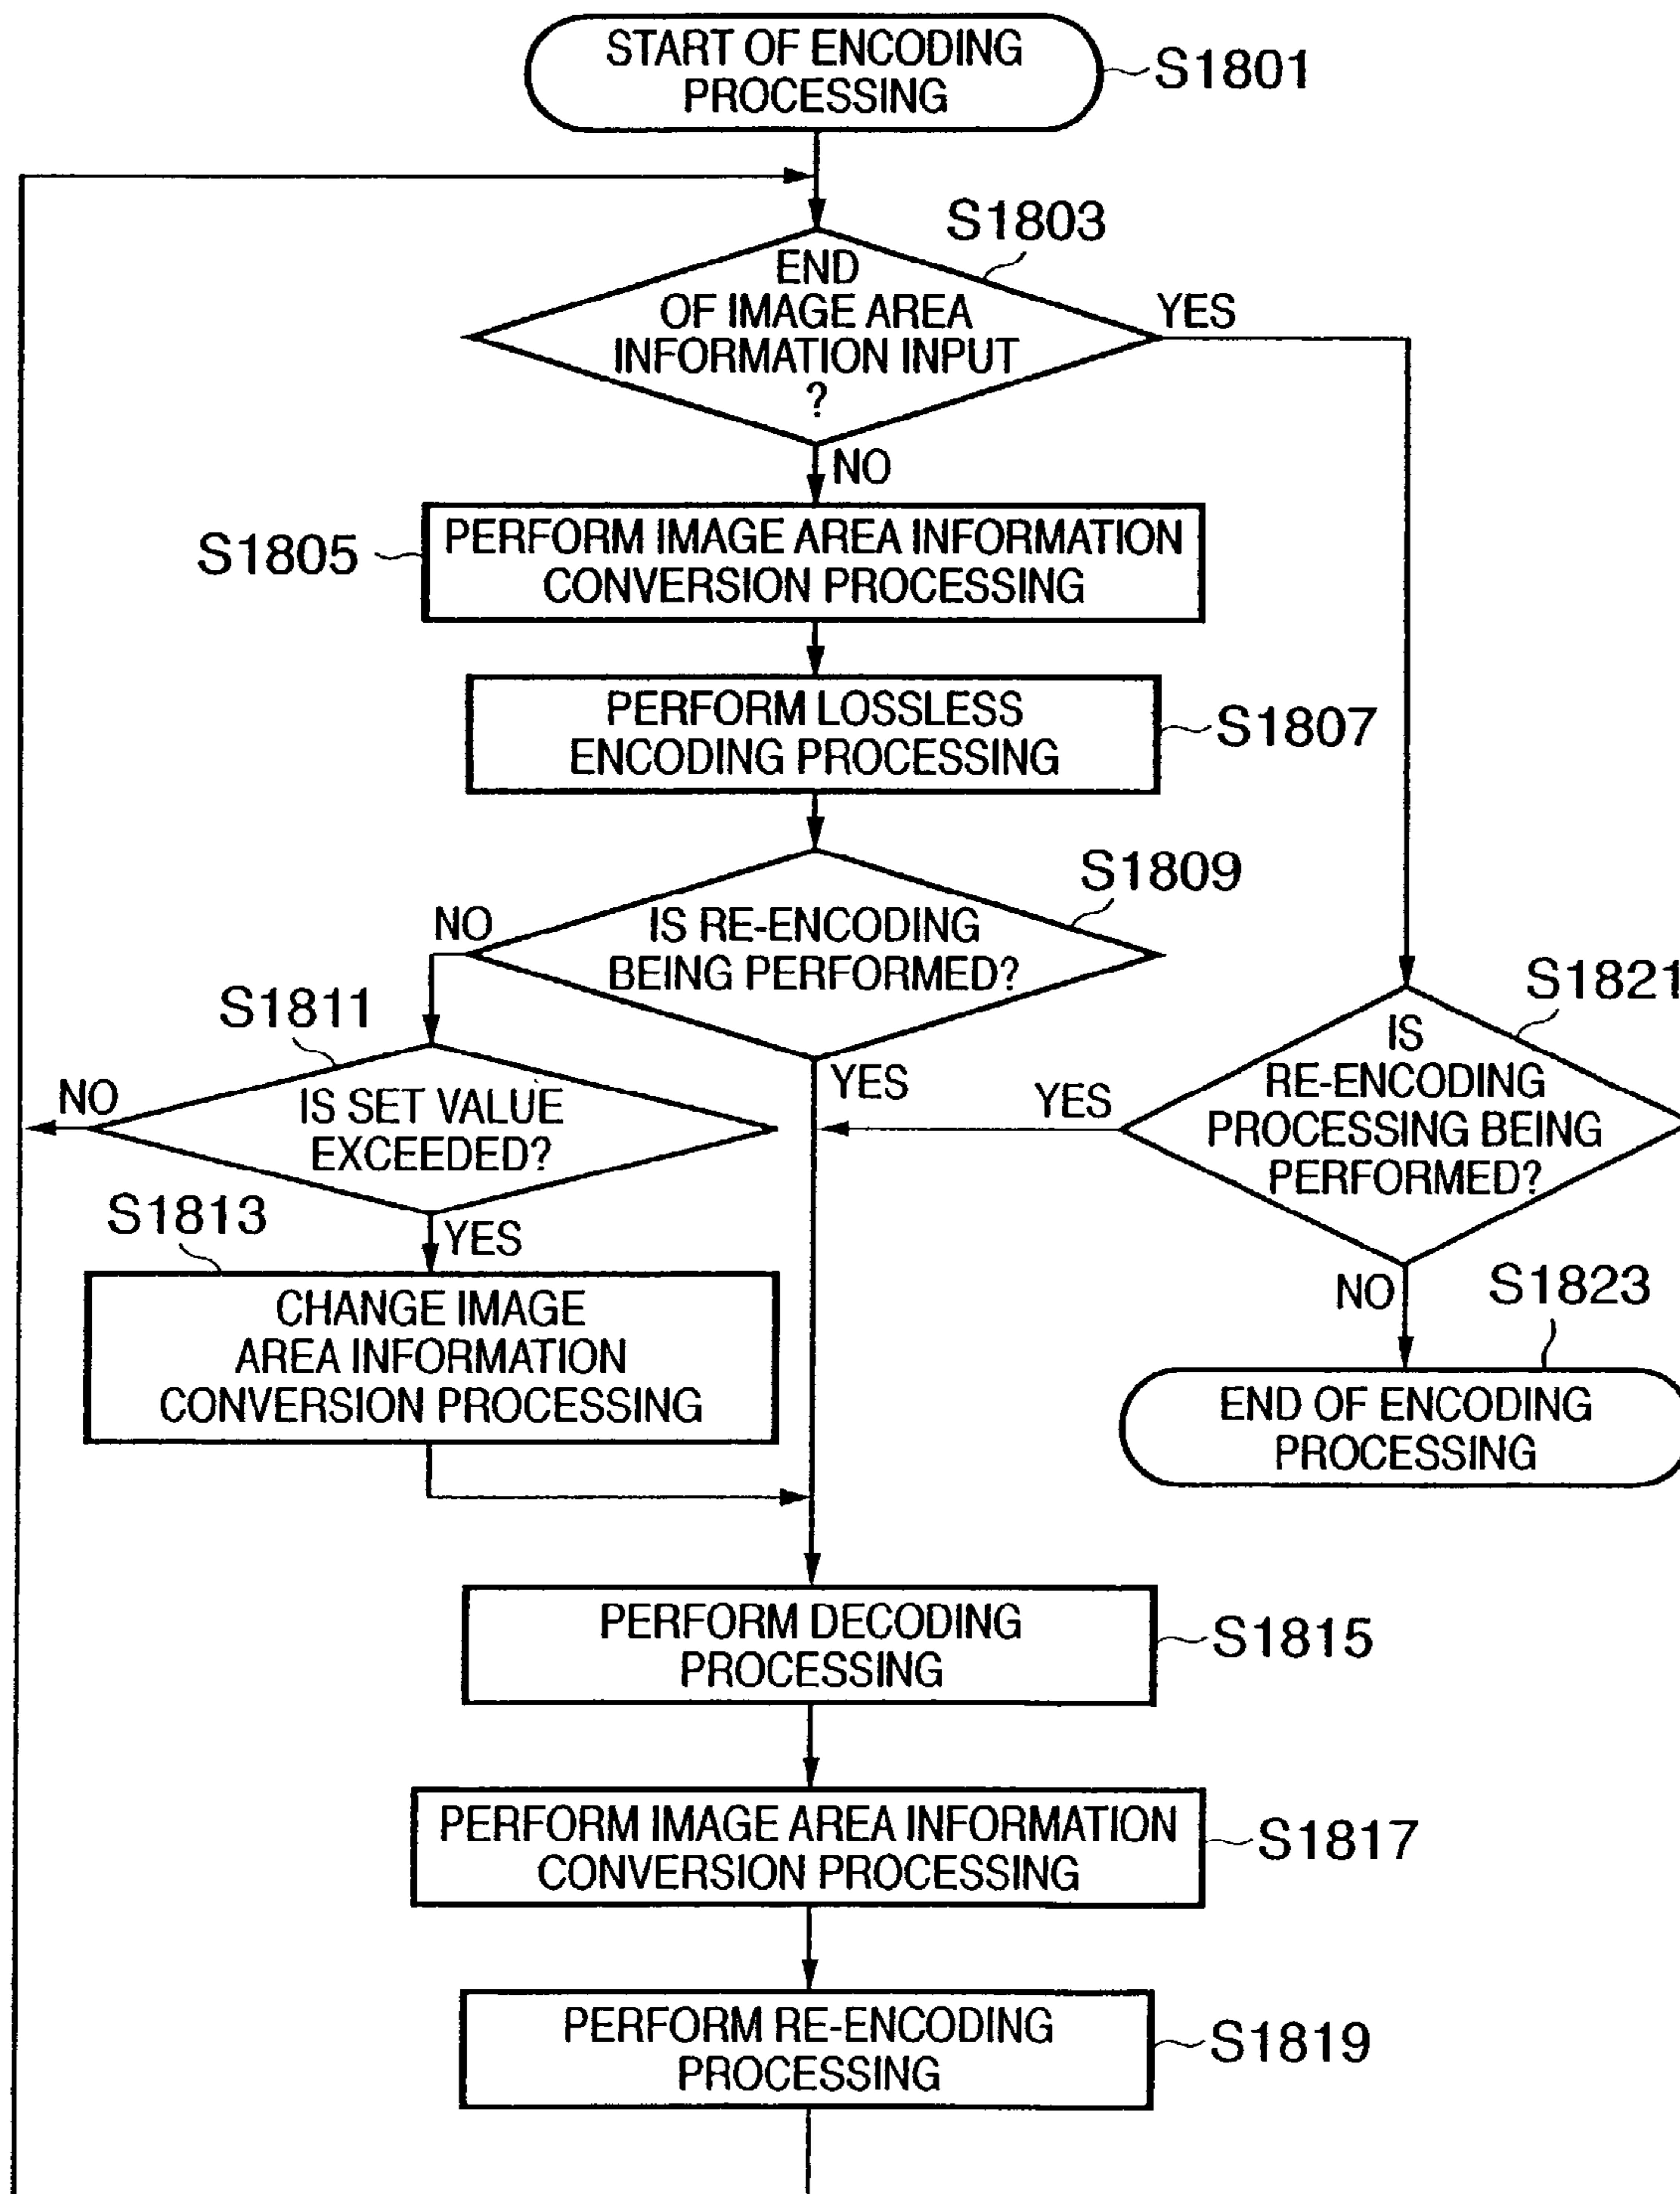 START OF ENCODING
PROCESSING
S1801
S1803
END
OF IMAGE AREA
INFORMATION INPUT
?
YES
NO
S1805
PERFORM IMAGE AREA INFORMATION
CONVERSION PROCESSING
PERFORM LOSSLESS
ENCODING PROCESSING
S1807
S1809
NO
IS RE-ENCODING
BEING PERFORMED?
YES
S1811
NO
IS SET VALUE
EXCEEDED?
YES
S1821
YES
IS
RE-ENCODING
PROCESSING BEING
PERFORMED?
NO
S1813
CHANGE IMAGE
AREA INFORMATION
CONVERSION PROCESSING
S1823
END OF ENCODING
PROCESSING
PERFORM DECODING
PROCESSING
S1815
PERFORM IMAGE AREA INFORMATION
CONVERSION PROCESSING
S1817
PERFORM RE-ENCODING
PROCESSING
S1819